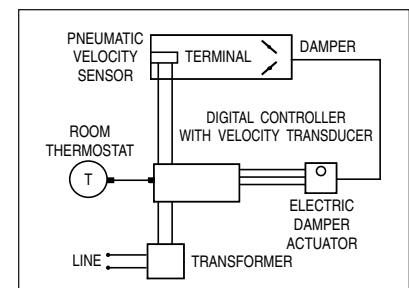 PNEUMATIC
VELOCITY
SENSOR
TERMINAL
DAMPER
DIGITAL CONTROLLER
WITH VELOCITY TRANSDUCER
ROOM
THERMOSTAT
T
ELECTRIC
DAMPER
ACTUATOR
LINE
TRANSFORMER